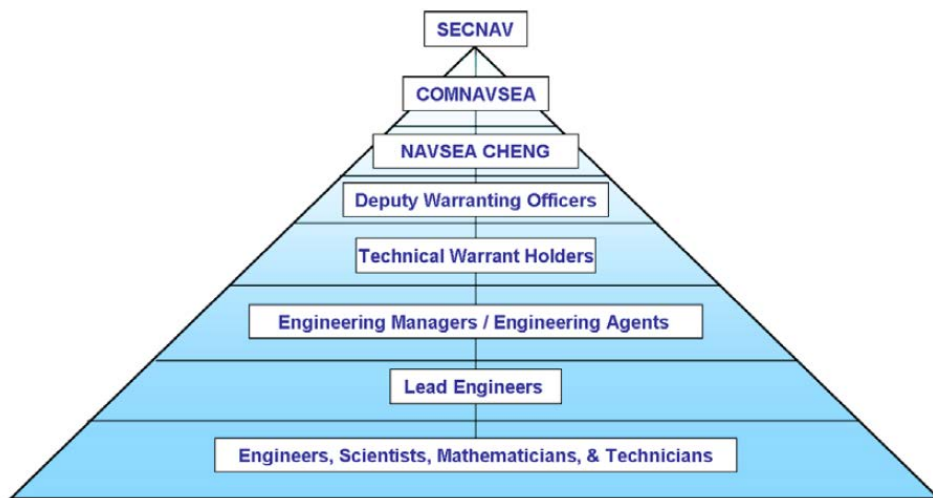 SECNAV
COMNAVSEA
NAVSEA CHENG
Deputy Warranting Officers
Technical Warrant Holders
Engineering Managers / Engineering Agents
Lead Engineers
Engineers, Scientists, Mathematicians, & Technicians